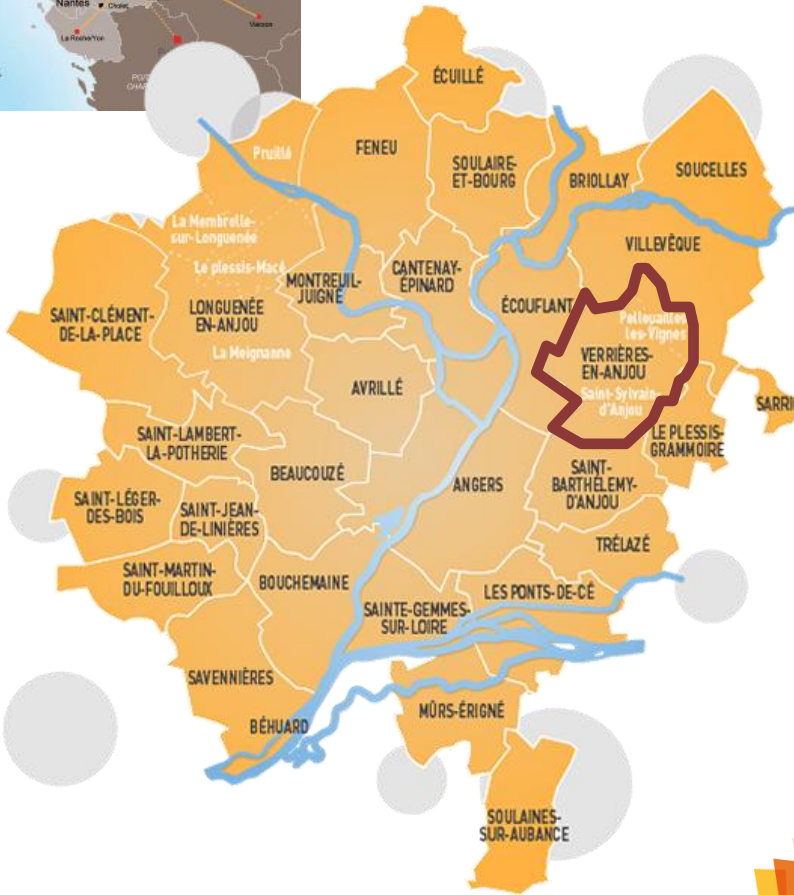 Nantes
Cholet
La Roche/Yon
ÉCUILLÉ
FENEU
Pruillé
SOULAIRE-
ET-BOURG
BRIOLLAY
SOUCELLES
La Membrolle-
sur-Longuenée
VILLEVÊQUE
Le plessis-Macé
MONTREUIL-
JUIGNÉ
CANTENAY-
ÉPINARD
ÉCOUFLANT
SAINT-CLÉMENT-
DE-LA-PLACE
LONGUENÉE
EN-ANJOU
Pellouailles
les-Vignes
La Meignanne
VERRIÈRES-
EN-ANJOU
AVRILLÉ
Saint-Sylvain
d'Anjou
SARRI
SAINT-LAMBERT-
LA-POTHERIE
LE PLESSIS-
GRAMMOIRE
BEAUCOUZÉ
ANGERS
SAINT-
BARTHÉLEMY-
D'ANJOU
SAINT-LÉGER-
DES-BOIS
SAINT-JEAN-
DE-LINIÈRES
TRÉLAZÉ
SAINT-MARTIN-
DU-FOUILLOUX
BOUCHEMAINE
LES PONTS-DE-CÉ
SAINTE-GEMMES-
SUR-LOIRE
SAVENNIÈRES
MÛRS-ÉRIGNÉ
BÉHUARD
SOULAINES-
SUR-AUBANCE